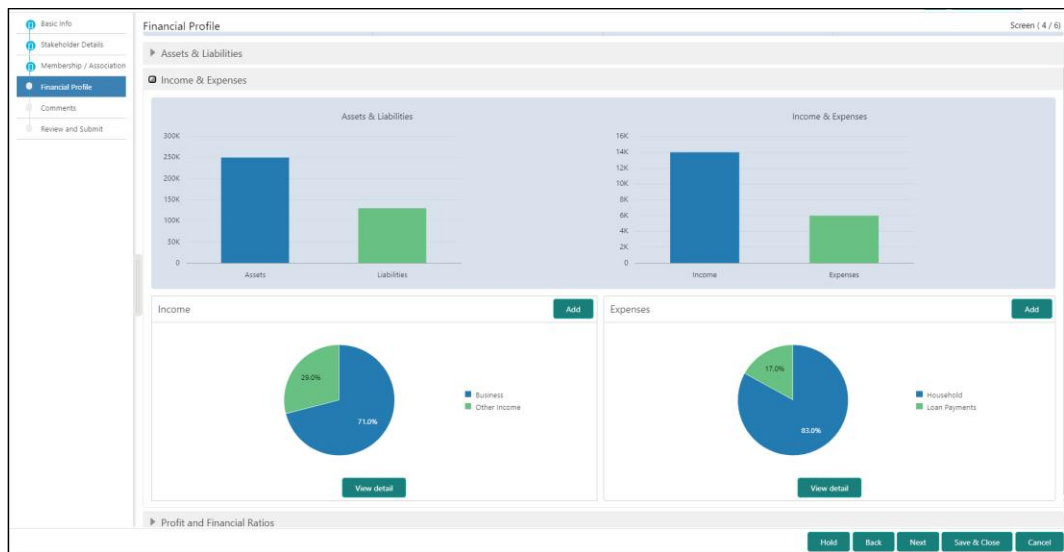 Basic Info
Stakeholder Details
Membership / Association
Financial Profile
Comments
Review and Submit
Financial Profile
Screen ( 4 / 6)
Assets & Liabilities
Income & Expenses
Assets & Liabilities
300K
250K
200K
150K
100K
50K
0
Assets
Liabilities
Income & Expenses
16K
14K
12K
10K
8K
6K
4K
2K
0
Income
Expenses
Income
Add
29.0%
71.0%
Business
Other Income
View detail
Expenses
Add
17.0%
83.0%
Household
Loan Payments
View detail
Profit and Financial Ratios
Hold
Back
Next
Save & Close
Cancel